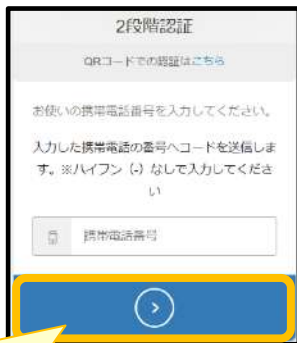 2段階認証
QRコードでの認証はこちら
お使いの携帯電話番号を入力してください。
入力した携帯電話の番号へコードを送信しま
す。※ハイフン (-) なしで入力してくださ
い
携帯電話番号